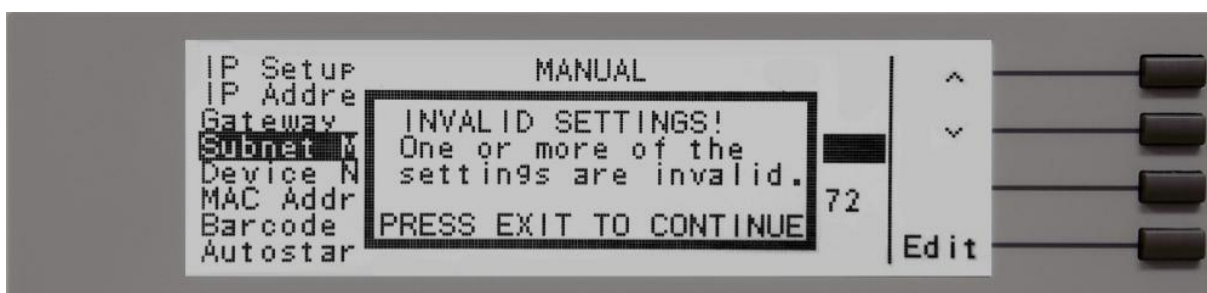 IP Setup MANUAL
IP Addre
Gateway
Subnet M
Device N
MAC Addr 72
Barcode
Autostar
INVALID SETTINGS!
One or more of the
settings are invalid.
PRESS EXIT TO CONTINUE
Edit